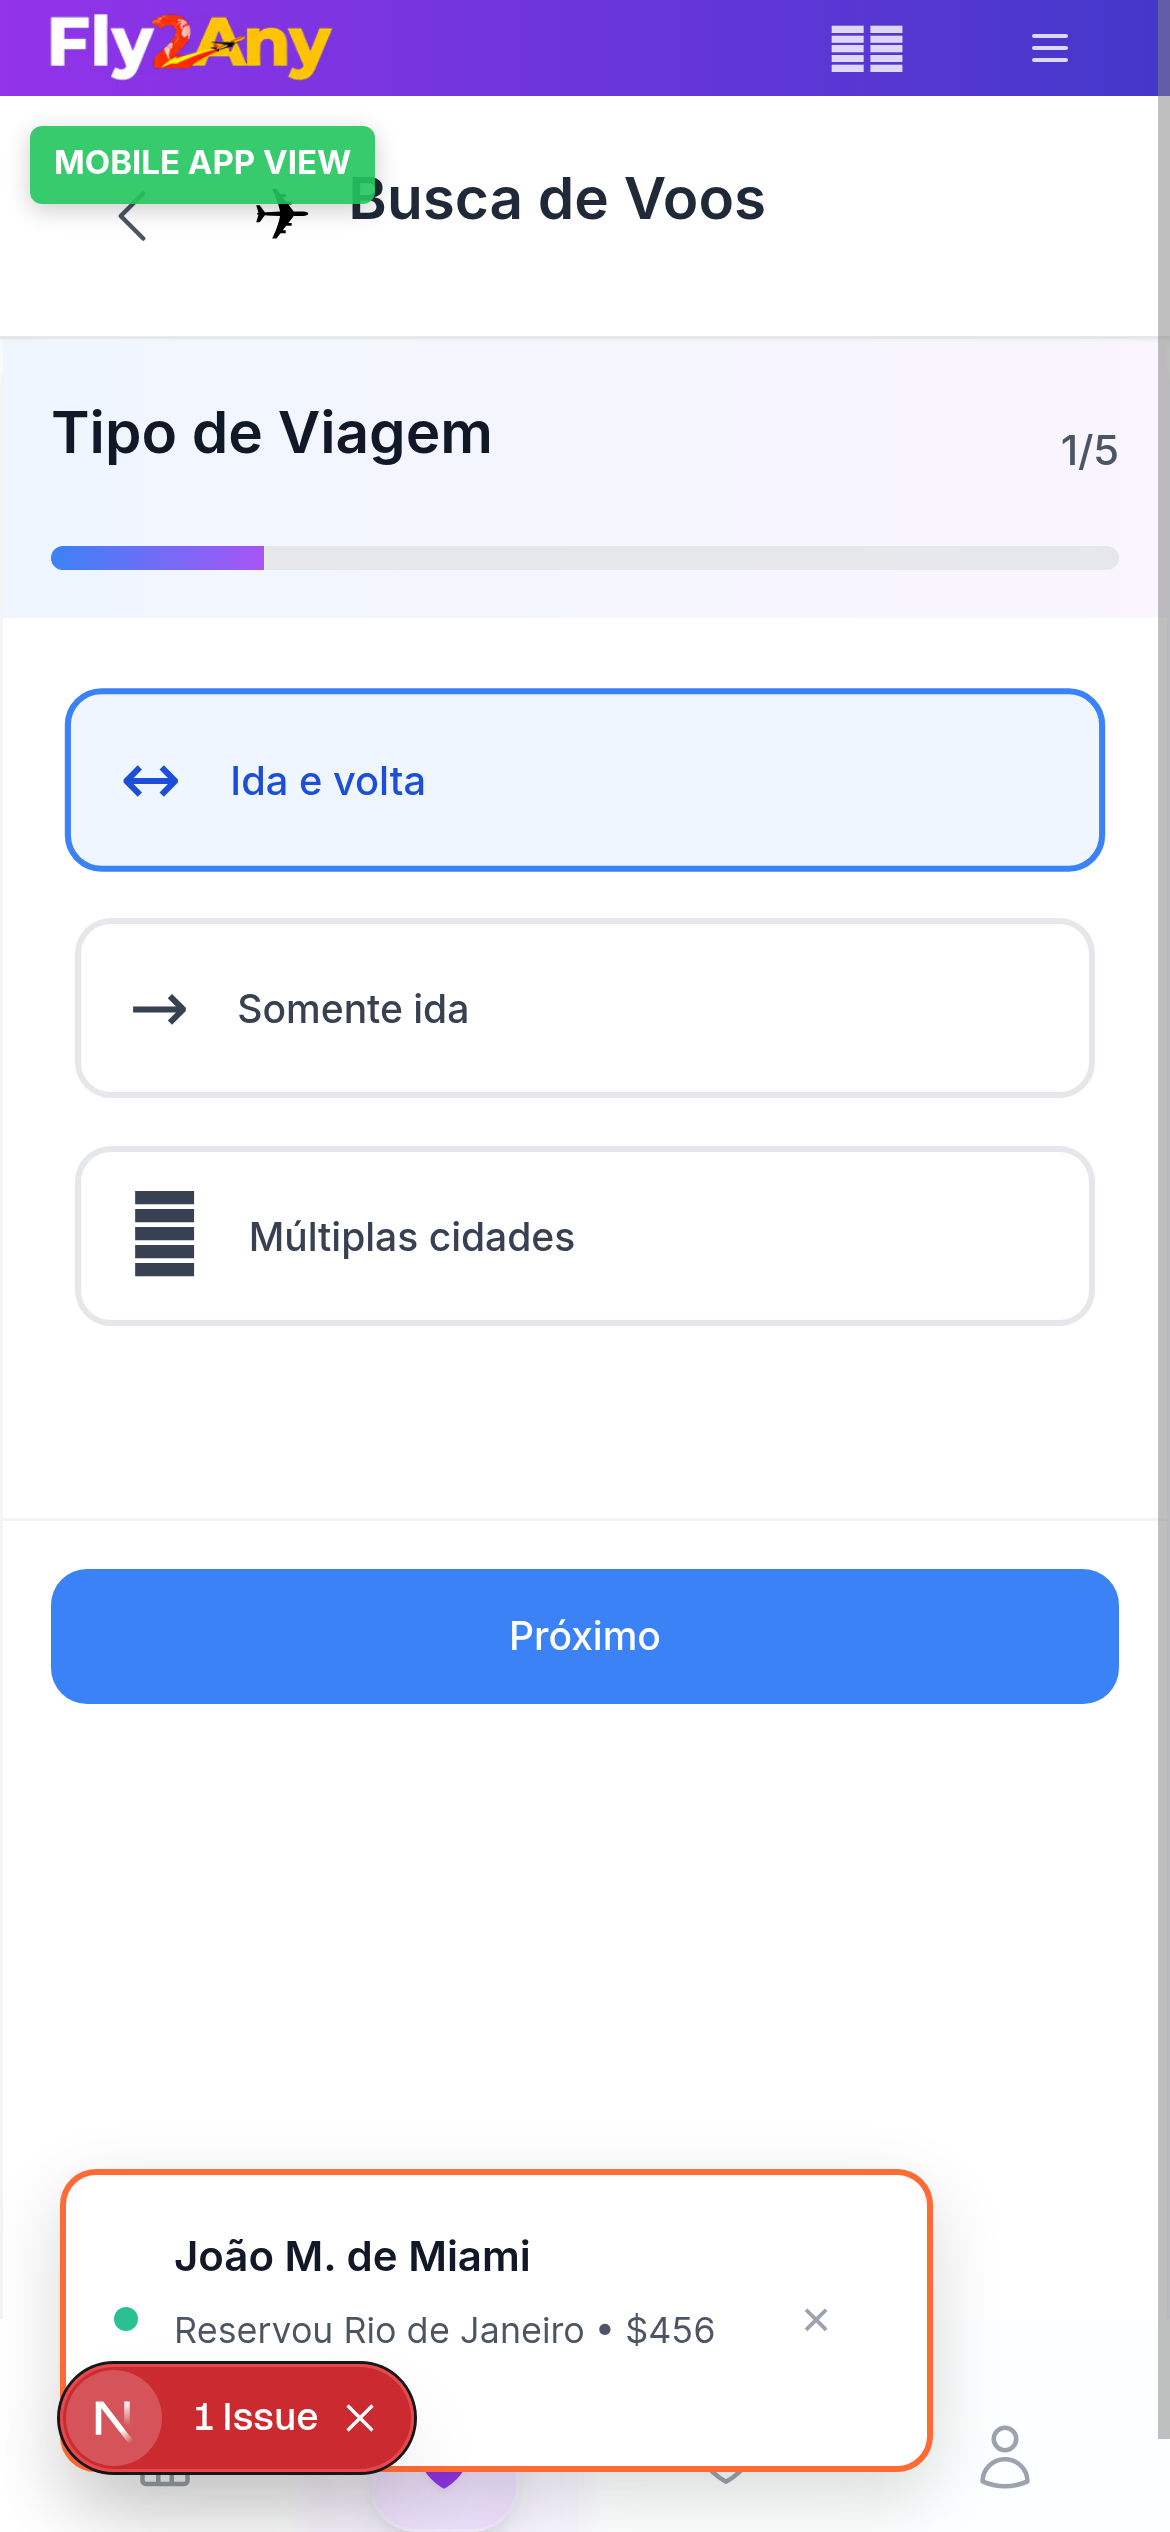 Fly2Any
MOBILE APP VIEW
Busca de Voos
Tipo de Viagem
1/5
Ida e volta
Somente ida
Múltiplas cidades
Próximo
João M. de Miami
Reservou Rio de Janeiro • $456
1 Issue